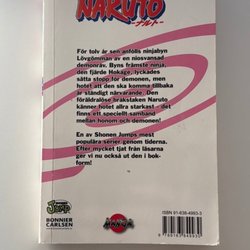 NARUTO
ナルト
För tolv år sen anfölls ninjabyn
Lövgömman av en niosvansad
demonräv. Byns främste ninja,
den fjärde Hokage, lyckades
sätta stopp för demonen, men
hotet att den ska komma tillbaka
är ständigt närvarande. Den
föräldralöse brakstaken Naruto
känner hotet allra starkast - det
finns ett speciellt samband
mellan honom och demonen!
En av Shonen Jumps mest
populära serier genom tiderna.
Efter mycket tjat från läsarna
ger vi nu också ut den i bok-
form!
ISBN 91-638-4993-3
JUMP
BONNIER
CARLSEN
MANGA
9 789163 849930